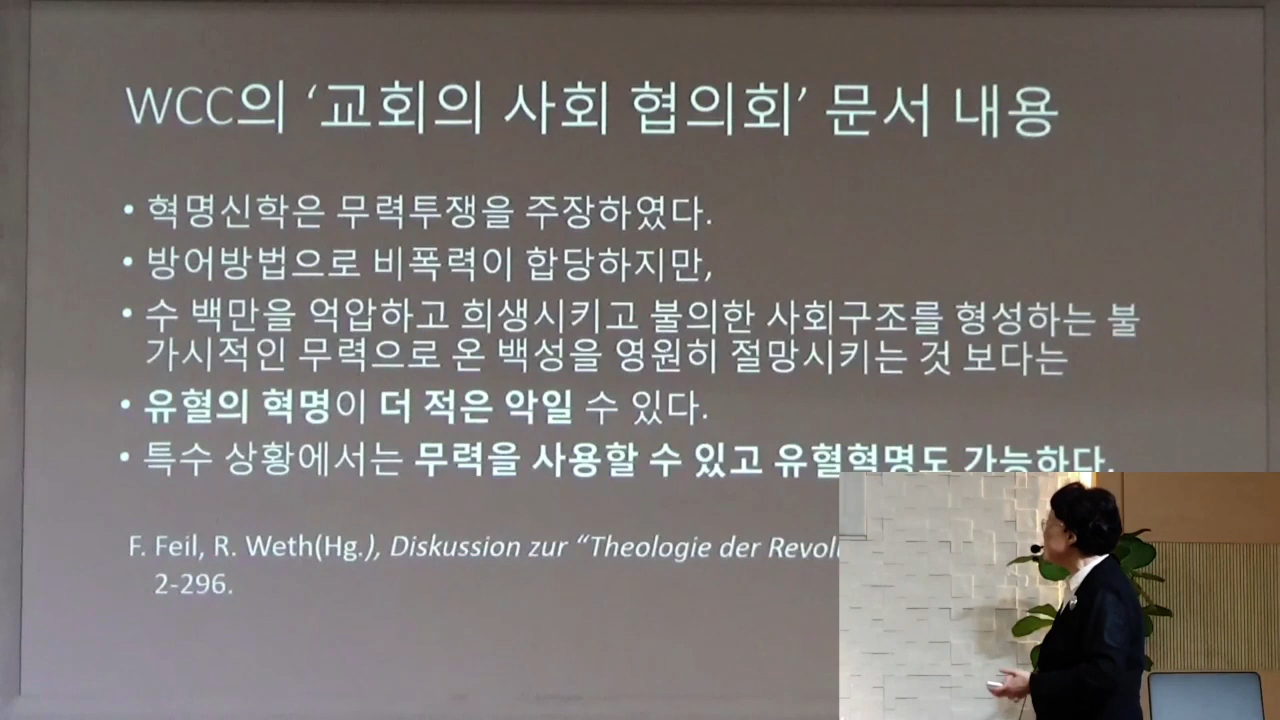 WCC의 ‘교회의 사회 협의회’ 문서 내용
• 혁명신학은 무력투쟁을 주장하였다.
• 방어방법으로 비폭력이 합당하지만,
• 수 백만을 억압하고 희생시키고 불의한 사회구조를 형성하는 불
가시적인 무력으로 온 백성을 영원히 절망시키는 것 보다는
• 유혈의 혁명이 더 적은 악일 수 있다.
• 특수 상황에서는 무력을 사용할 수 있고 유혈혁명도 가능하다.
F. Feil, R. Weth(Hg.), Diskussion zur “Theologie der
2-296.